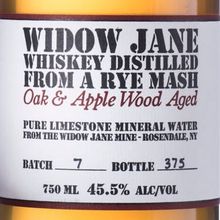 WIDOW JANE
WHISKEY DISTILLED
FROM A RYE MASH
Oak & Apple Wood Aged
PURE LIMESTONE MINERAL WATER
FROM THE WIDOW JANE MINE - ROSENDALE, NY
BATCH 7 BOTTLE 375
750 ML 45.5% ALC/VOL